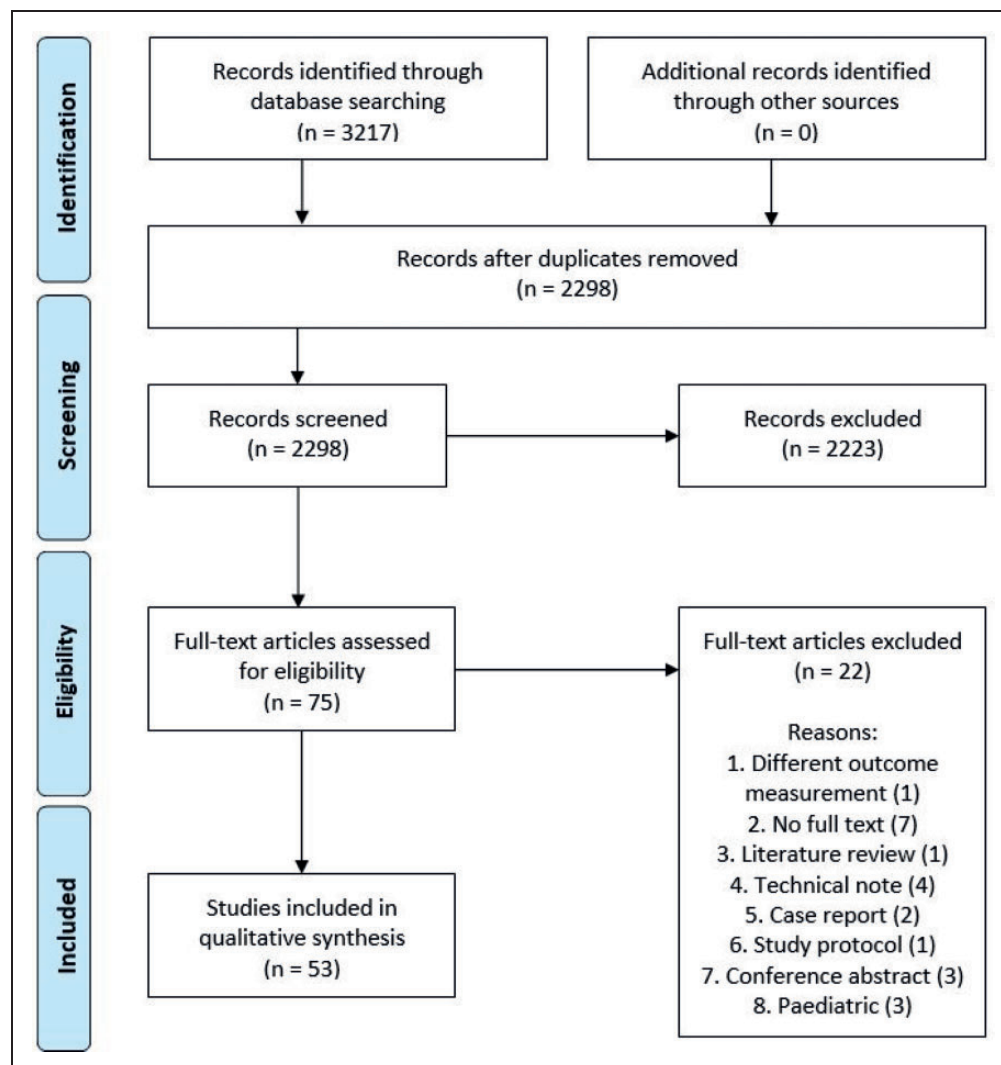 Identification
Records identified through
database searching
(n = 3217)
Additional records identified
through other sources
(n = 0)
Records after duplicates removed
(n = 2298)
Screening
Records screened
(n = 2298)
Records excluded
(n = 2223)
Eligibility
Full-text articles assessed
for eligibility
(n = 75)
Full-text articles excluded
(n = 22)
Reasons:
1. Different outcome
measurement (1)
2. No full text (7)
3. Literature review (1)
4. Technical note (4)
5. Case report (2)
6. Study protocol (1)
7. Conference abstract (3)
8. Paediatric (3)
Included
Studies included in
qualitative synthesis
(n = 53)